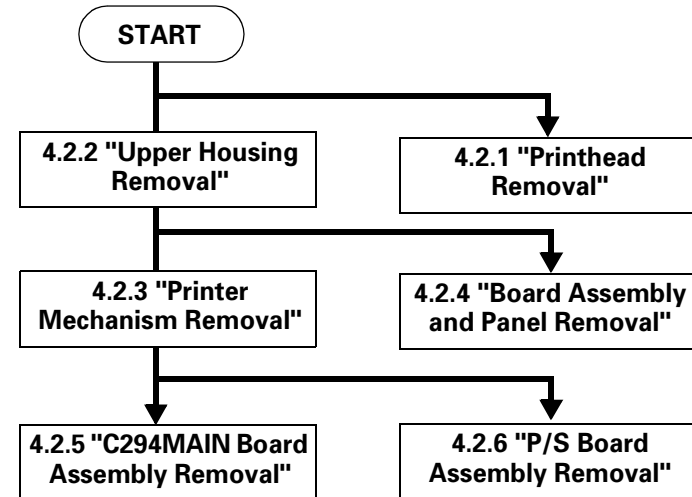 START
4.2.2 "Upper Housing
Removal"
4.2.1 "Printhead
Removal"
4.2.3 "Printer
Mechanism Removal"
4.2.4 "Board Assembly
and Panel Removal"
4.2.5 "C294MAIN Board
Assembly Removal"
4.2.6 "P/S Board
Assembly Removal"